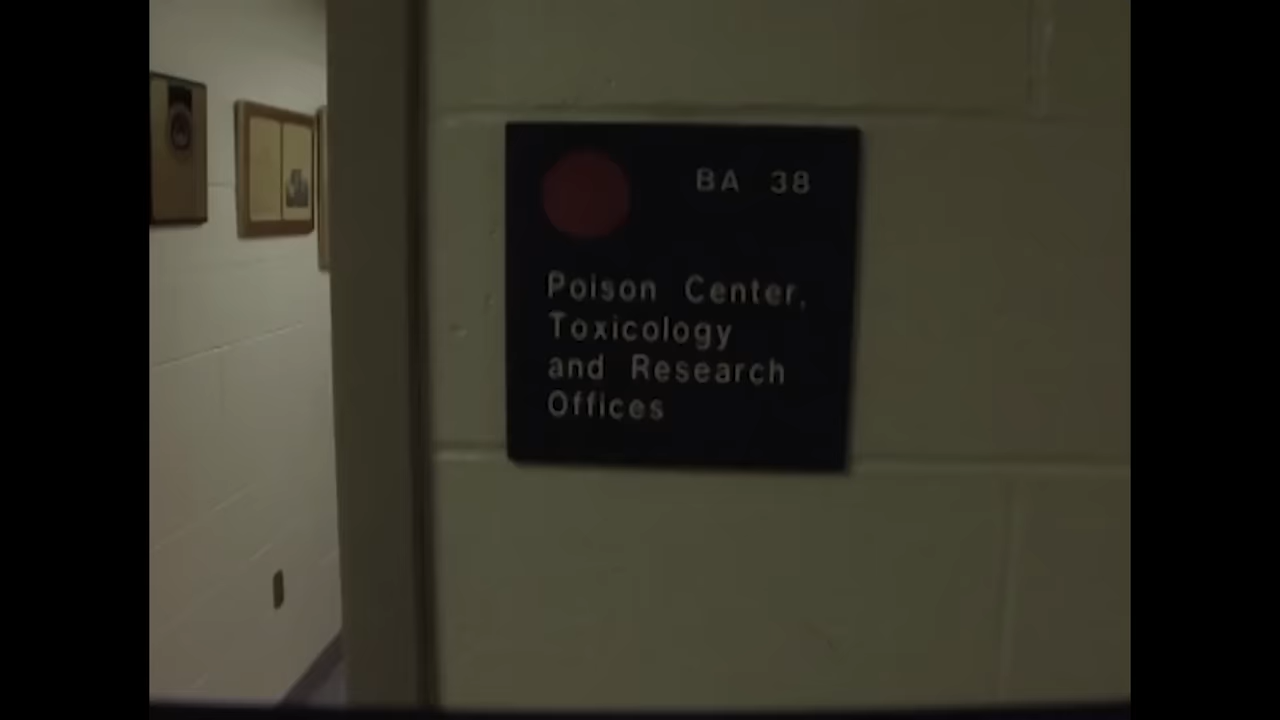 BA 38
Poison Center,
Toxicology
and Research
Offices